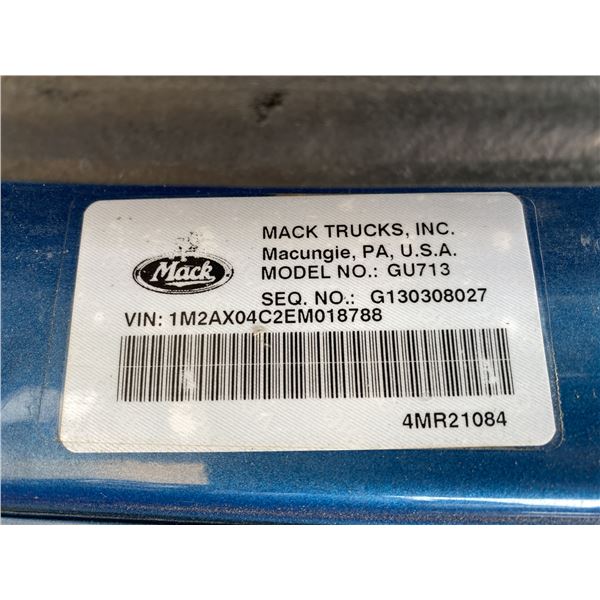 MACK TRUCKS, INC.
Macungie, PA, U.S.A.
Mack
MODEL NO.: GU713
SEQ. NO.: G130308027
VIN: 1M2AX04C2EM018788
4MR21084